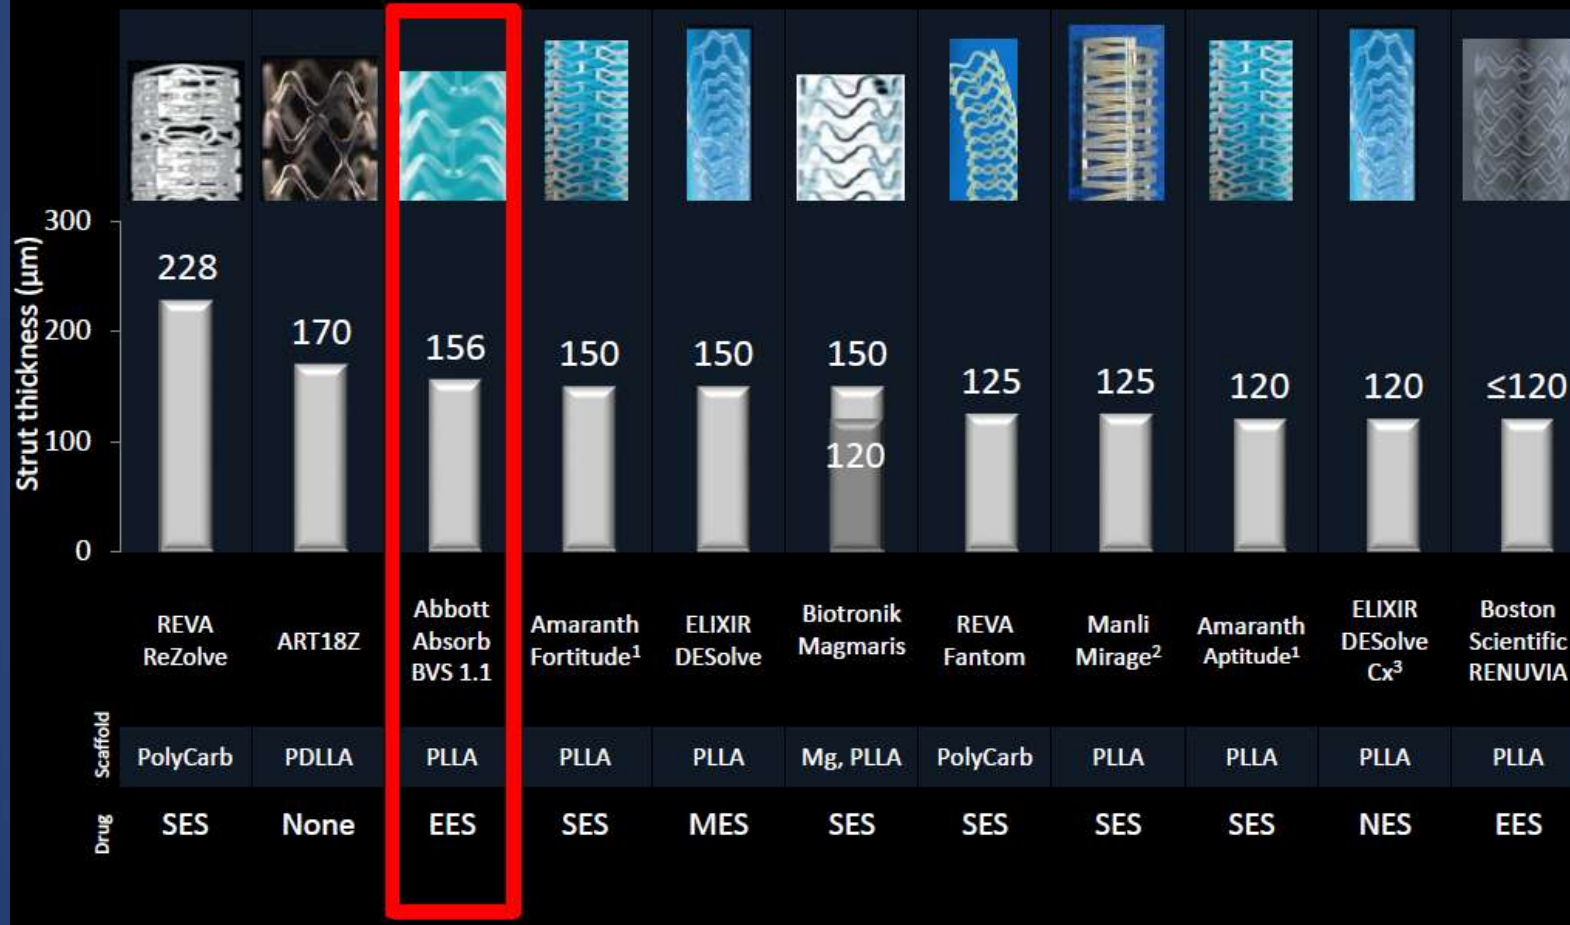 300
200
100
0
Strut thickness (µm)
228
170
156
150
150
150
120
125
125
120
120
≤120
REVA
ReZolve
ART18Z
Abbott
Absorb
BVS 1.1
Amaranth
Fortitude¹
ELIXIR
DESolve
Biotronik
Magmaris
REVA
Fantom
Manli
Mirage²
Amaranth
Aptitude¹
ELIXIR
DESolve
Cx³
Boston
Scientific
RENUVIA
Scaffold
PolyCarb PDLLA PLLA PLLA PLLA Mg, PLLA PolyCarb PLLA PLLA PLLA PLLA
Drug
SES None EES SES MES SES SES SES SES NES EES